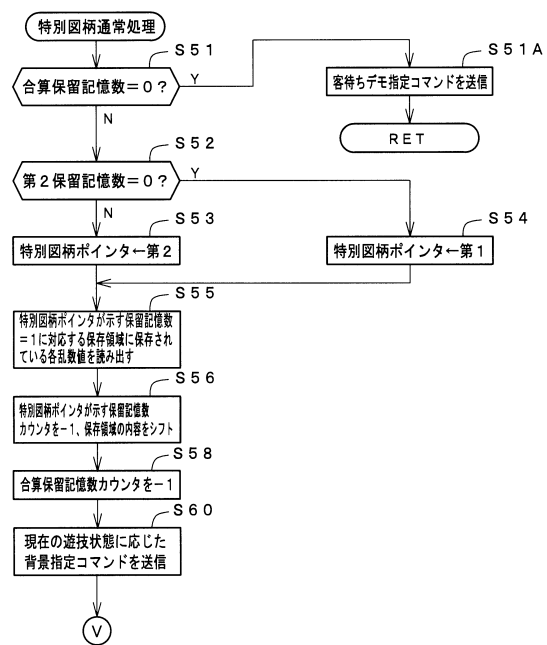 特別図柄通常処理
S51
合算保留記憶数＝0？
Y
N
S51A
客待ちデモ指定コマンドを送信
RET
S52
第2保留記憶数＝0？
Y
N
S53
特別図柄ポインタ←第2
S54
特別図柄ポインタ←第1
S55
特別図柄ポインタが示す保留記憶数
＝1に対応する保存領域に保存され
ている各乱数値を読み出す
S56
特別図柄ポインタが示す保留記憶数
カウンタを－1、保存領域の内容をシフト
S58
合算保留記憶数カウンタを－1
S60
現在の遊技状態に応じた
背景指定コマンドを送信
V